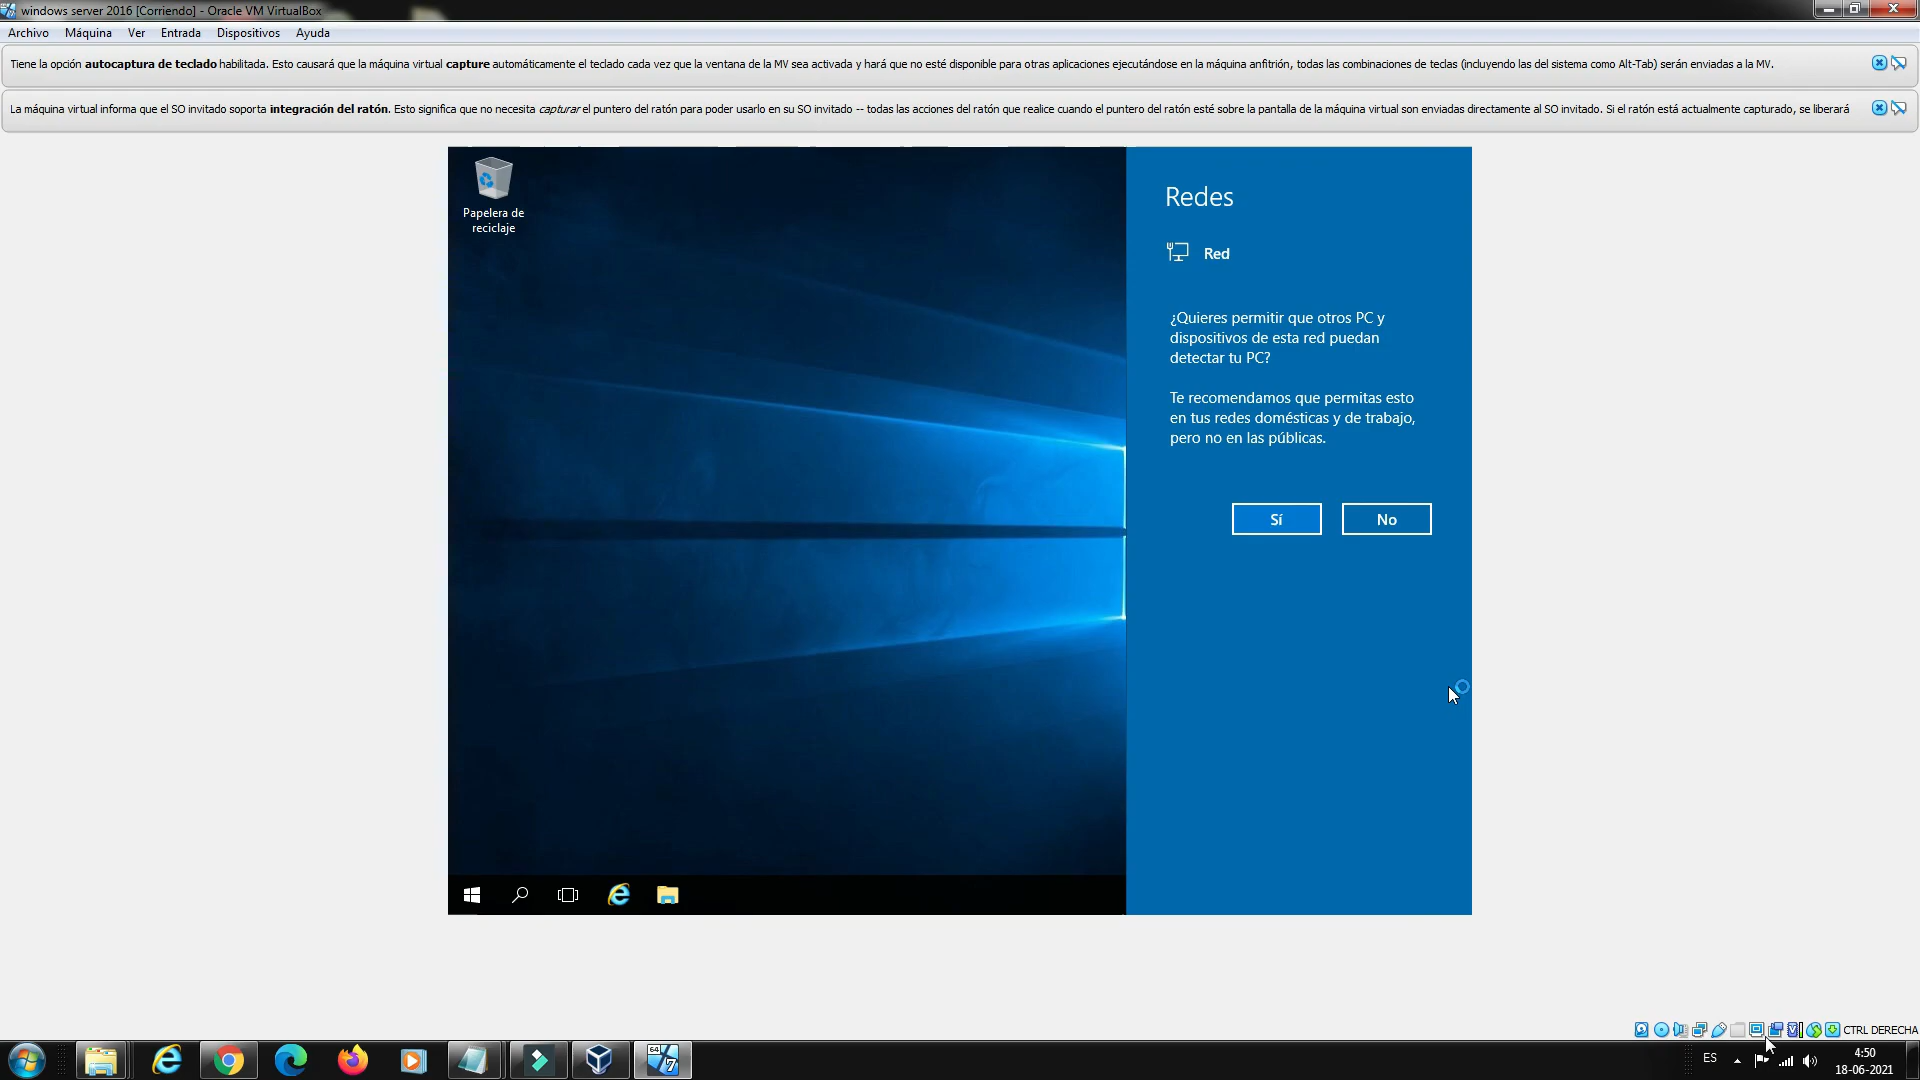 windows server 2016 [Corriendo] - Oracle VM VirtualBox
Archivo Máquina Ver Entrada Dispositivos Ayuda
Tiene la opción autocaptura de teclado habilitada. Esto causará que la máquina virtual capture automáticamente el teclado cada vez que la ventana de la MV sea activada y hará que no esté disponible para otras aplicaciones ejecutándose en la máquina anfitrión, todas las combinaciones de teclas (incluyendo las del sistema como Alt-Tab) serán enviadas a la MV.
La máquina virtual informa que el SO invitado soporta integración del ratón. Esto significa que no necesita capturar el puntero del ratón para poder usarlo en su SO invitado -- todas las acciones del ratón que realice cuando el puntero del ratón esté sobre la pantalla de la máquina virtual son enviadas directamente al SO invitado. Si el ratón está actualmente capturado, se liberará
Papelera de
reciclaje
Redes
Red
¿Quieres permitir que otros PC y
dispositivos de esta red puedan
detectar tu PC?
Te recomendamos que permitas esto
en tus redes domésticas y de trabajo,
pero no en las públicas.
Sí No
CTRL DERECHA
64
7
ES
4:50
18-06-2021